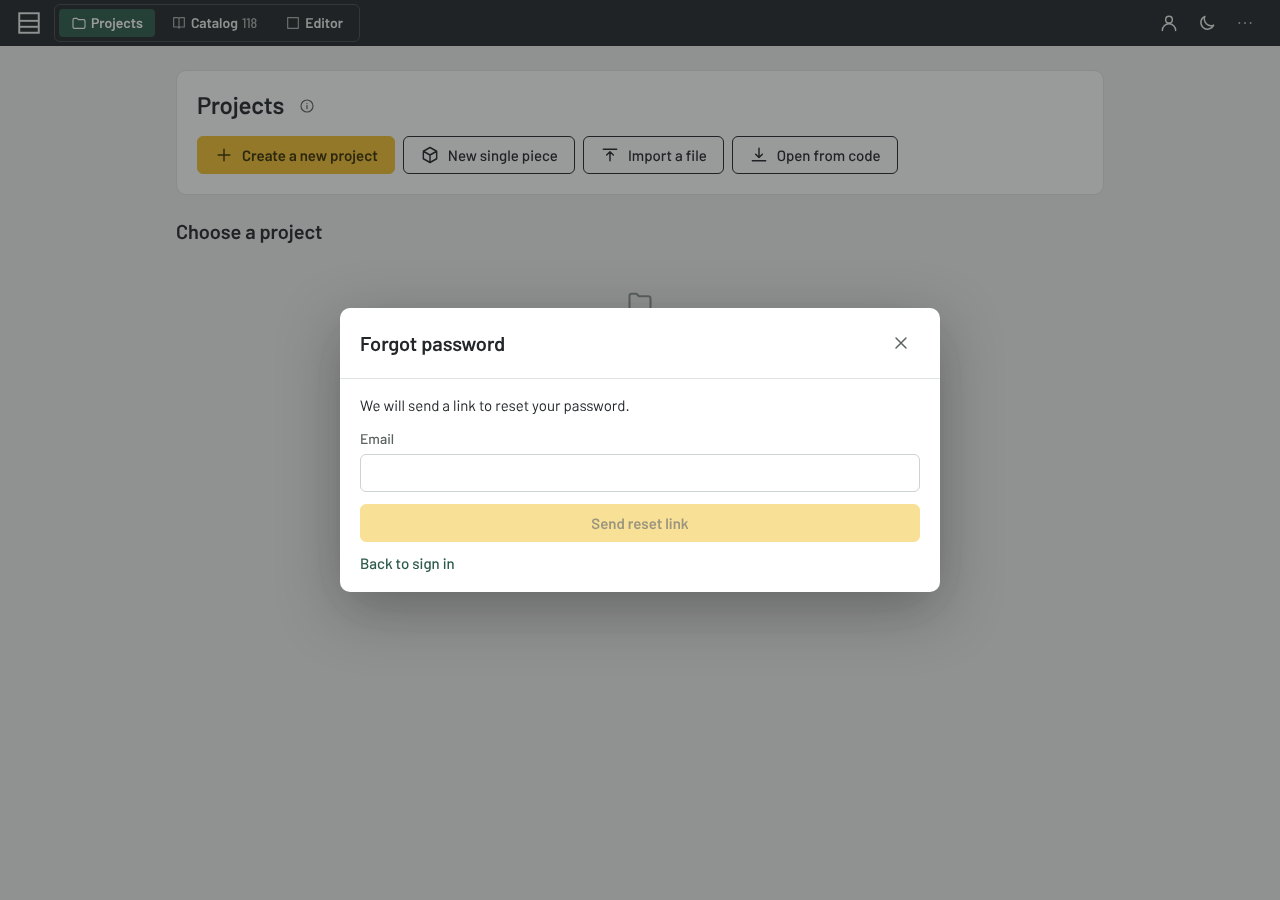 Projects
Catalog 118
Editor
Projects
Create a new project
New single piece
Import a file
Open from code
Choose a project
Forgot password
We will send a link to reset your password.
Email
Send reset link
Back to sign in